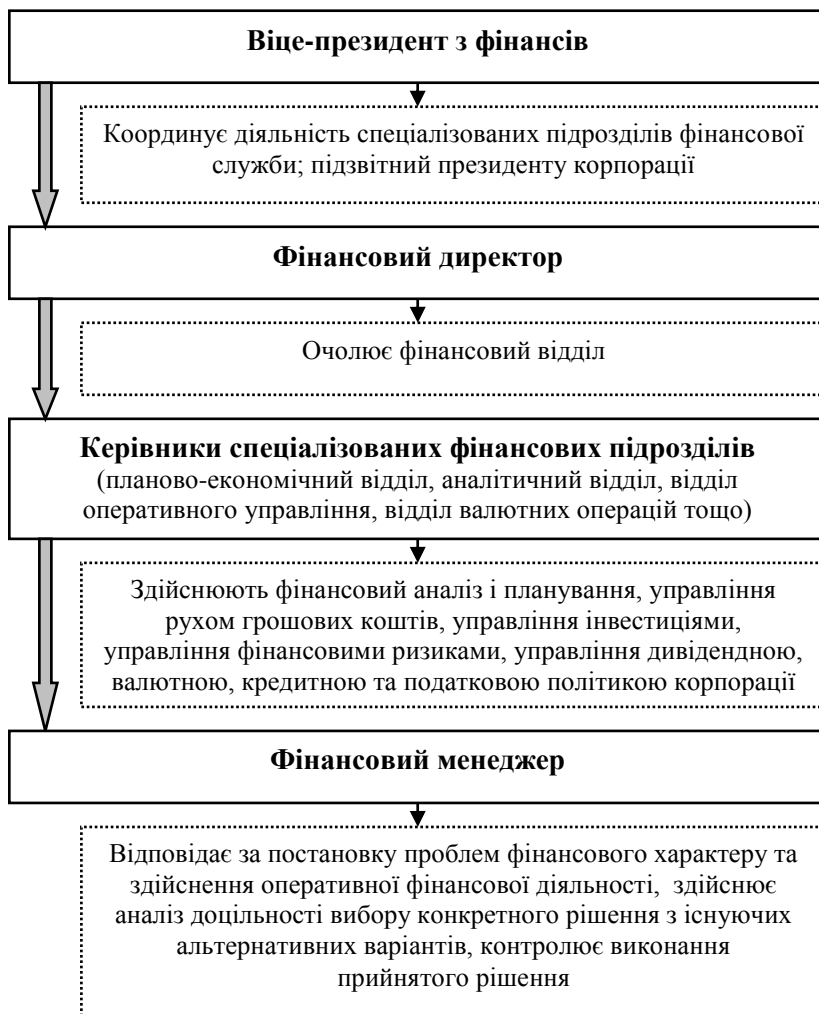 Віце-президент з фінансів
Координує діяльність спеціалізованих підрозділів фінансової
служби; підзвітний президенту корпорації
Фінансовий директор
Очолює фінансовий відділ
Керівники спеціалізованих фінансових підрозділів
(планово-економічний відділ, аналітичний відділ, відділ
оперативного управління, відділ валютних операцій тощо)
Здійснюють фінансовий аналіз і планування, управління
рухом грошових коштів, управління інвестиціями,
управління фінансовими ризиками, управління дивідендною,
валютною, кредитною та податковою політикою корпорації
Фінансовий менеджер
Відповідає за постановку проблем фінансового характеру та
здійснення оперативної фінансової діяльності, здійснює
аналіз доцільності вибору конкретного рішення з існуючих
альтернативних варіантів, контролює виконання
прийнятого рішення